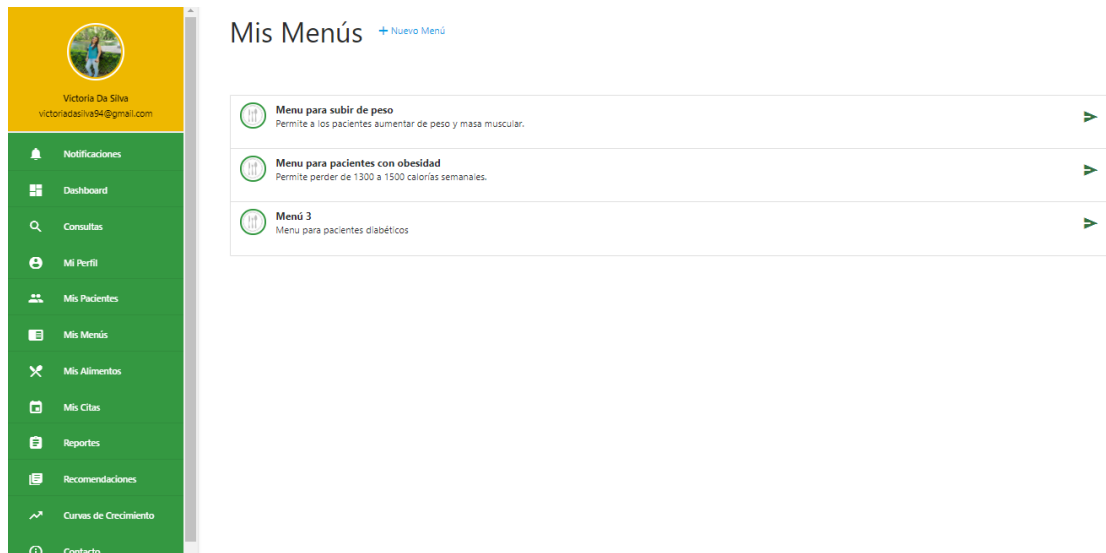 Victoria Da Silva
victoriadasilva94@gmail.com
Notificaciones
Dashboard
Consultas
Mi Perfil
Mis Pacientes
Mis Menús
Mis Alimentos
Mis Citas
Reportes
Recomendaciones
Curvas de Crecimiento
Contacto
Mis Menús + Nuevo Menú
Menu para subir de peso
Permite a los pacientes aumentar de peso y masa muscular.
Menu para pacientes con obesidad
Permite perder de 1300 a 1500 calorías semanales.
Menú 3
Menu para pacientes diabéticos